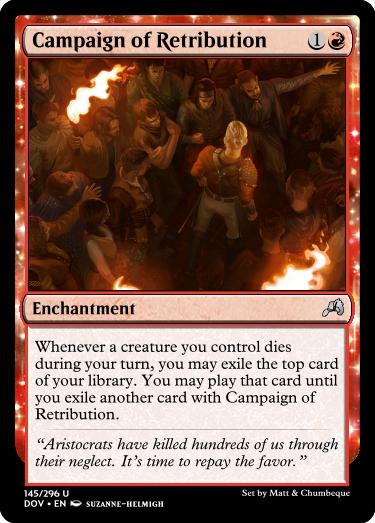 Campaign of Retribution 1
Enchantment
Whenever a creature you control dies
during your turn, you may exile the top card
of your library. You may play that card until
you exile another card with Campaign of
Retribution.
“Aristocrats have killed hundreds of us through
their neglect. It’s time to repay the favor.”
145/296 U
DOV • EN SUZANNE-HELMIGH
Set by Matt & Chumbeque